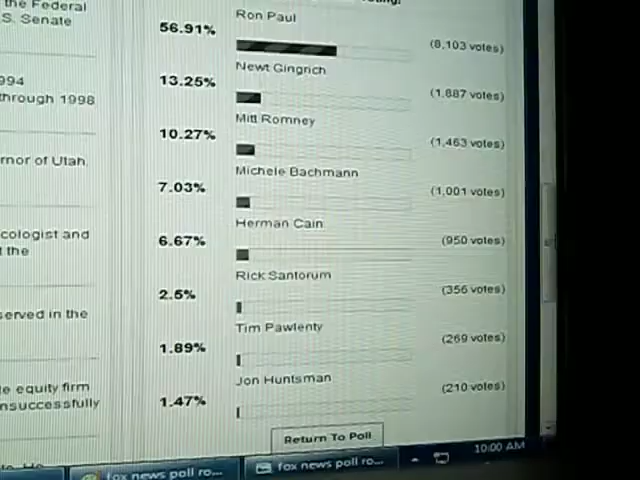 the Federal
S. Senate
994
through 1998
rnor of Utah
cologist and
the
served in the
e equity firm
nsuccessfully
Ron Paul
56.91%
(8,103 votes)
Newt Gingrich
13.25%
(1,887 votes)
Mitt Romney
10.27%
(1,463 votes)
Michele Bachmann
7.03%
(1,001 votes)
Herman Cain
6.67%
(950 votes)
Rick Santorum
2.5%
(356 votes)
Tim Pawlenty
1.89%
(269 votes)
Jon Huntsman
1.47%
(210 votes)
Return To Poll
fox news poll ro...
fox news poll ro...
10:00 AM